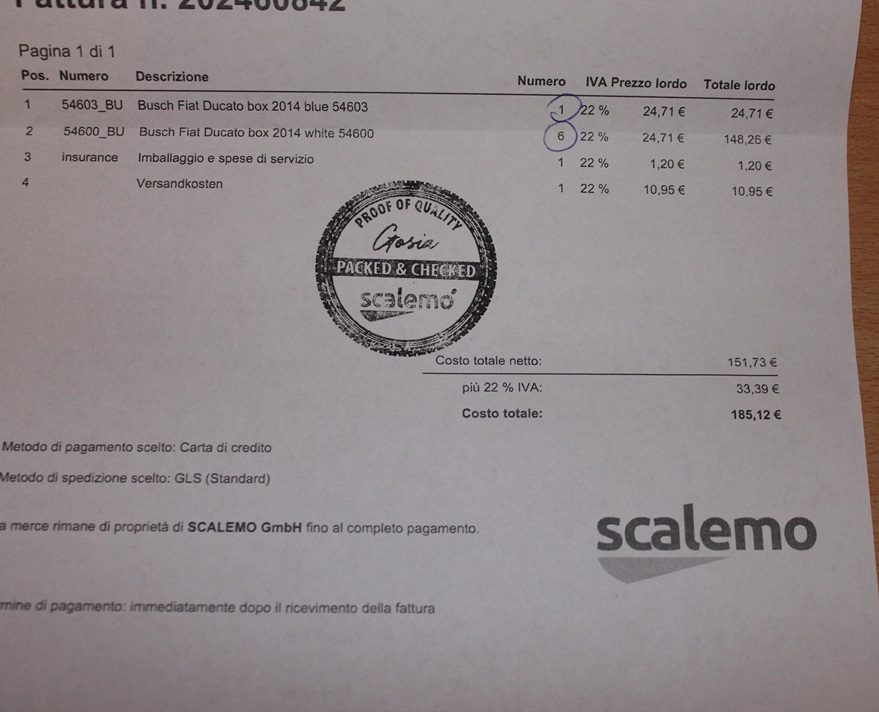 Fattura n. 202400842
Pagina 1 di 1
Pos. Numero Descrizione Numero IVA Prezzo lordo Totale lordo
1 54603_BU Busch Fiat Ducato box 2014 blue 54603 1 22 % 24,71 € 24,71 €
2 54600_BU Busch Fiat Ducato box 2014 white 54600 6 22 % 24,71 € 148,26 €
3 insurance Imballaggio e spese di servizio 1 22 % 1,20 € 1,20 €
4 Versandkosten 1 22 % 10,95 € 10,95 €
PROOF OF QUALITY
Gosia
PACKED & CHECKED
scalemo
Costo totale netto: 151,73 €
più 22 % IVA: 33,39 €
Costo totale: 185,12 €
Metodo di pagamento scelto: Carta di credito
Metodo di spedizione scelto: GLS (Standard)
a merce rimane di proprietà di SCALEMO GmbH fino al completo pagamento.
scalemo
mine di pagamento: immediatamente dopo il ricevimento della fattura